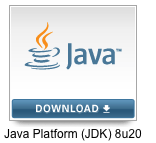 Java™
DOWNLOAD
Java Platform (JDK) 8u20